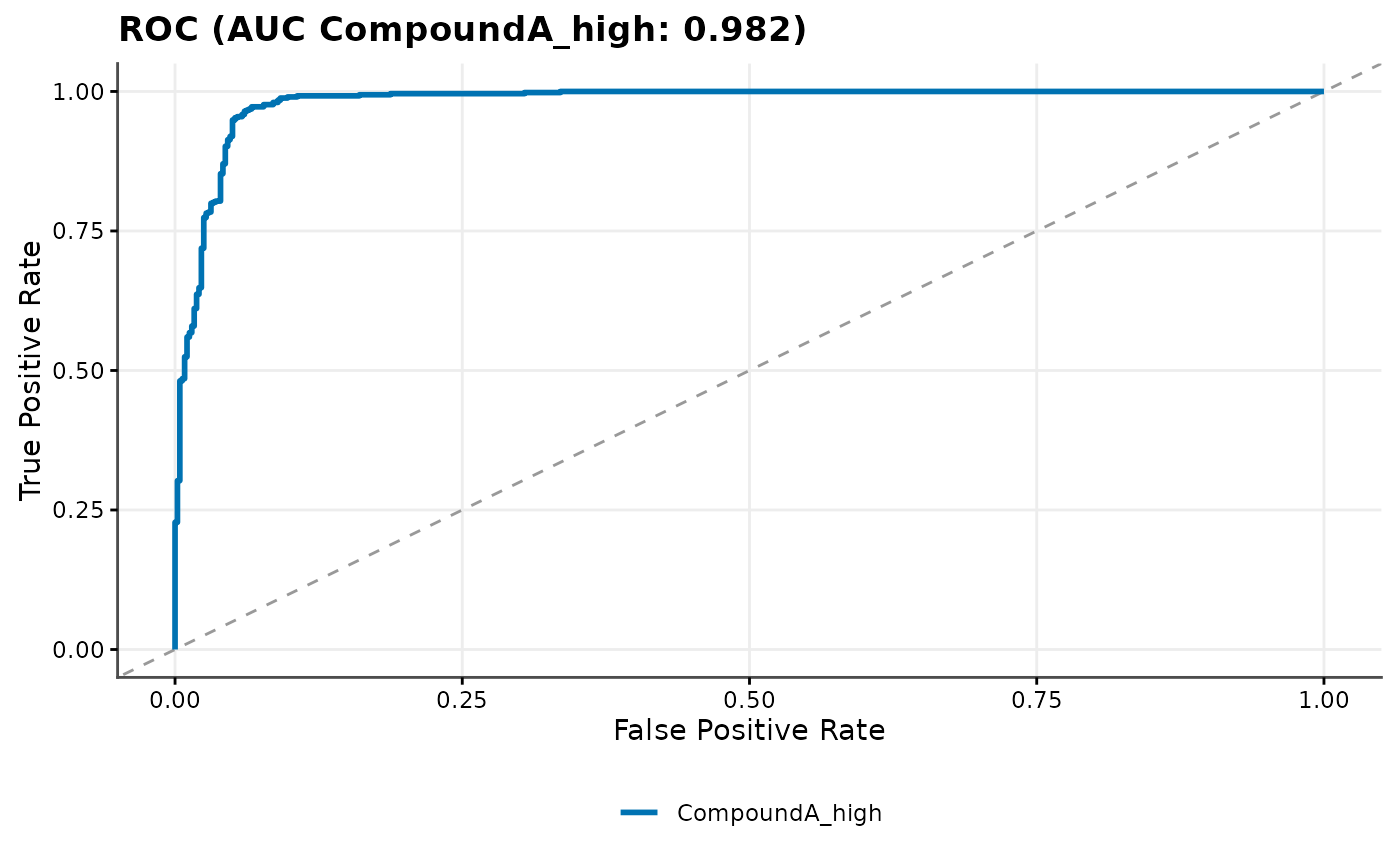 ROC (AUC CompoundA_high: 0.982)
True Positive Rate
1.00
0.75
0.50
0.25
0.00
0.00 0.25 0.50 0.75 1.00
False Positive Rate
CompoundA_high